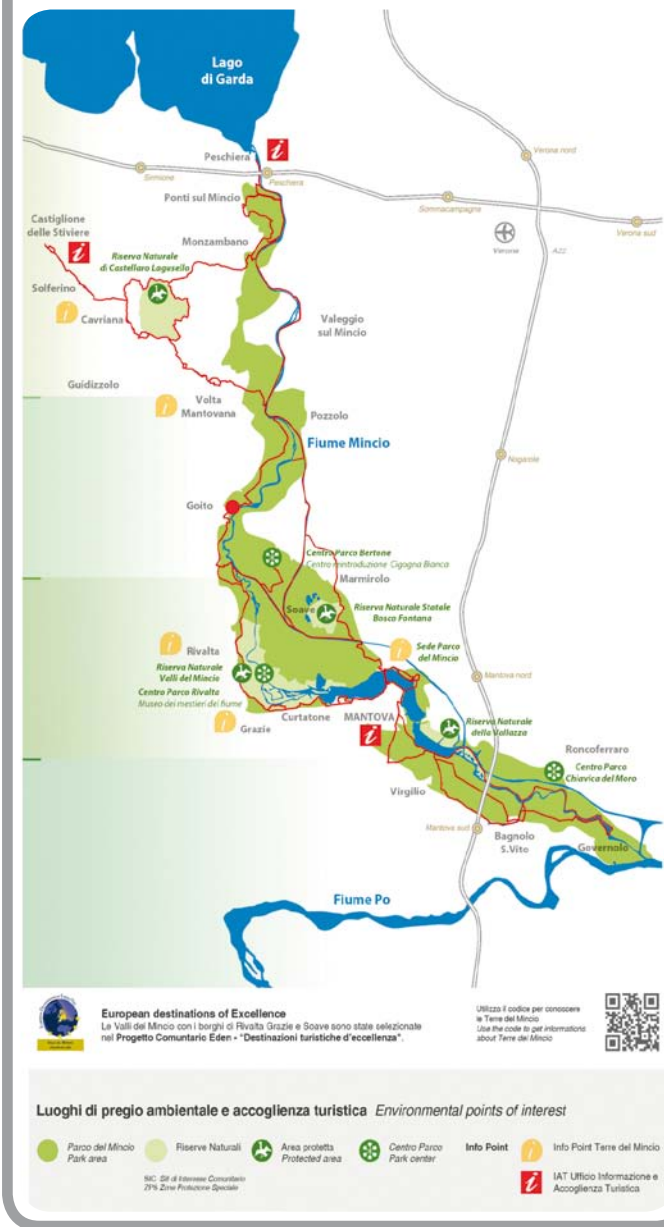 Lago
di Garda
Peschiera
Verona nord
Sirmione
Peschiera
Ponti sul Mincio
Sommacampagna
Castiglione
delle Stiviere
Verona sud
Monzambano
Verona
A22
Riserva Naturale
di Castellaro Lagusello
Solferino
Cavriana
Valeggio
sul Mincio
Guidizzolo
Volta
Mantovana
Pozzolo
Fiume Mincio
Nogarole
Goito
Centro Parco Bertone
Centro reintroduzione Cigogna Bianca
Marmirolo
Soave
Riserva Naturale Statale
Bosco Fontana
Rivalta
Sede Parco
del Mincio
Riserva Naturale
Valli del Mincio
Mantova nord
Centro Parco Rivalta
Museo dei mestieri del fiume
Curtatone
MANTOVA
Grazie
Riserva Naturale
della Vallazza
Roncoferraro
Centro Parco
Chiavica del Moro
Virgilio
Mantova sud
Bagnolo
S.Vito
Governolo
Fiume Po
European destinations of Excellence
Le Valli del Mincio con i borghi di Rivalta Grazie e Soave sono state selezionate
nel Progetto Comuntario Eden - "Destinazioni turistiche d'eccellenza".
Utilizza il codice per conoscere
le Terre del Mincio
Use the code to get informations
about Terre del Mincio
Luoghi di pregio ambientale e accoglienza turistica Environmental points of interest
Parco del Mincio
Park area
Riserve Naturali
Area protetta
Protected area
Centro Parco
Park center
Info Point
Info Point Terre del Mincio
SIC Siti di Interesse Comunitario
ZPS Zone Protezione Speciale
IAT Ufficio Informazione e
Accoglienza Turistica